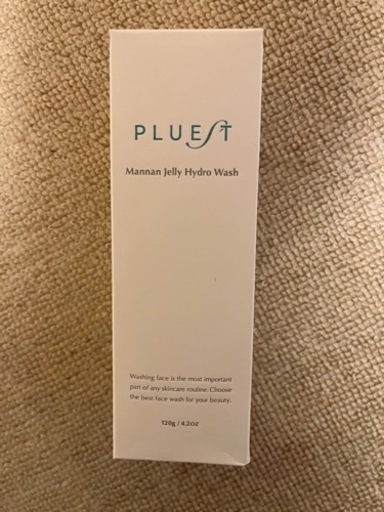 PLUEST
Mannan Jelly Hydro Wash
Washing face is the most important
part of any skincare routine. Choose
the best face wash for your beauty.
120g / 4.2oz